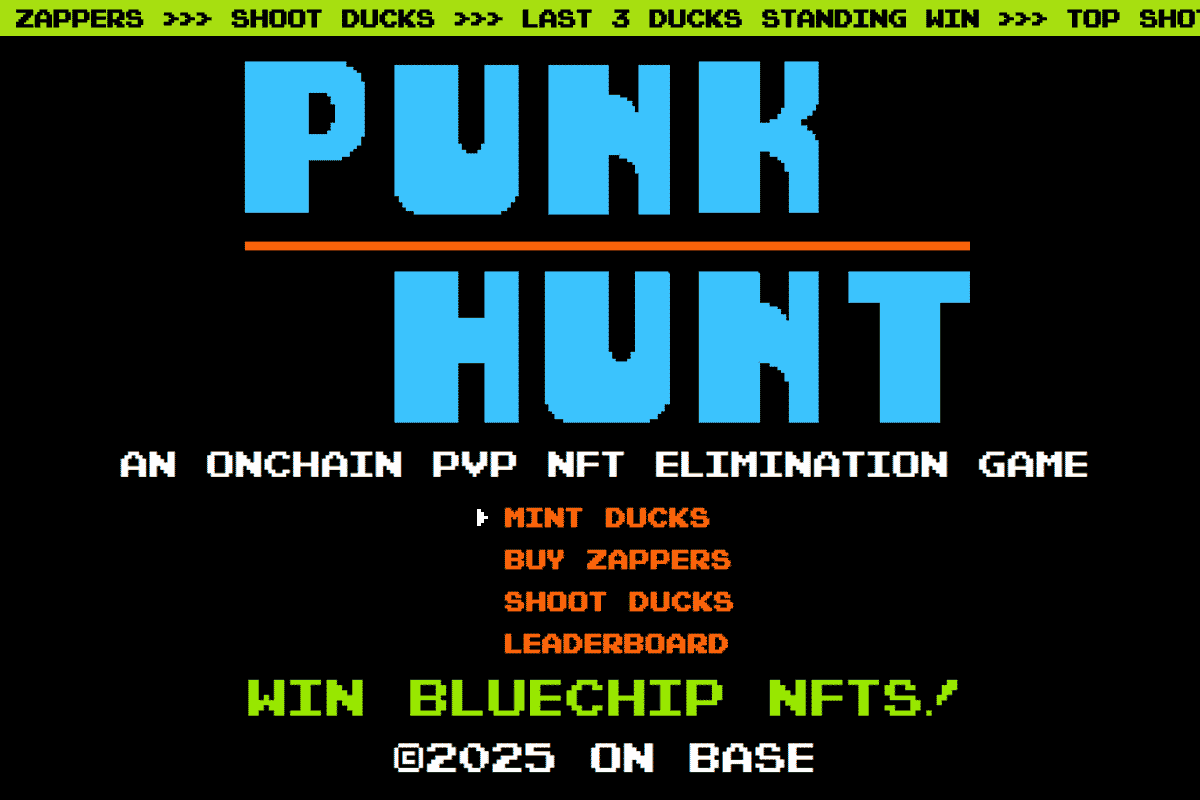 ZAPPERS >>> SHOOT DUCKS >>> LAST 3 DUCKS STANDING WIN >>> TOP
PUNK
HUNT
AN ONCHAIN PVP NFT ELIMINATION GAME
MINT DUCKS
BUY ZAPPERS
SHOOT DUCKS
LEADERBOARD
WIN BLUECHIP NFTS!
©2025 ON BASE